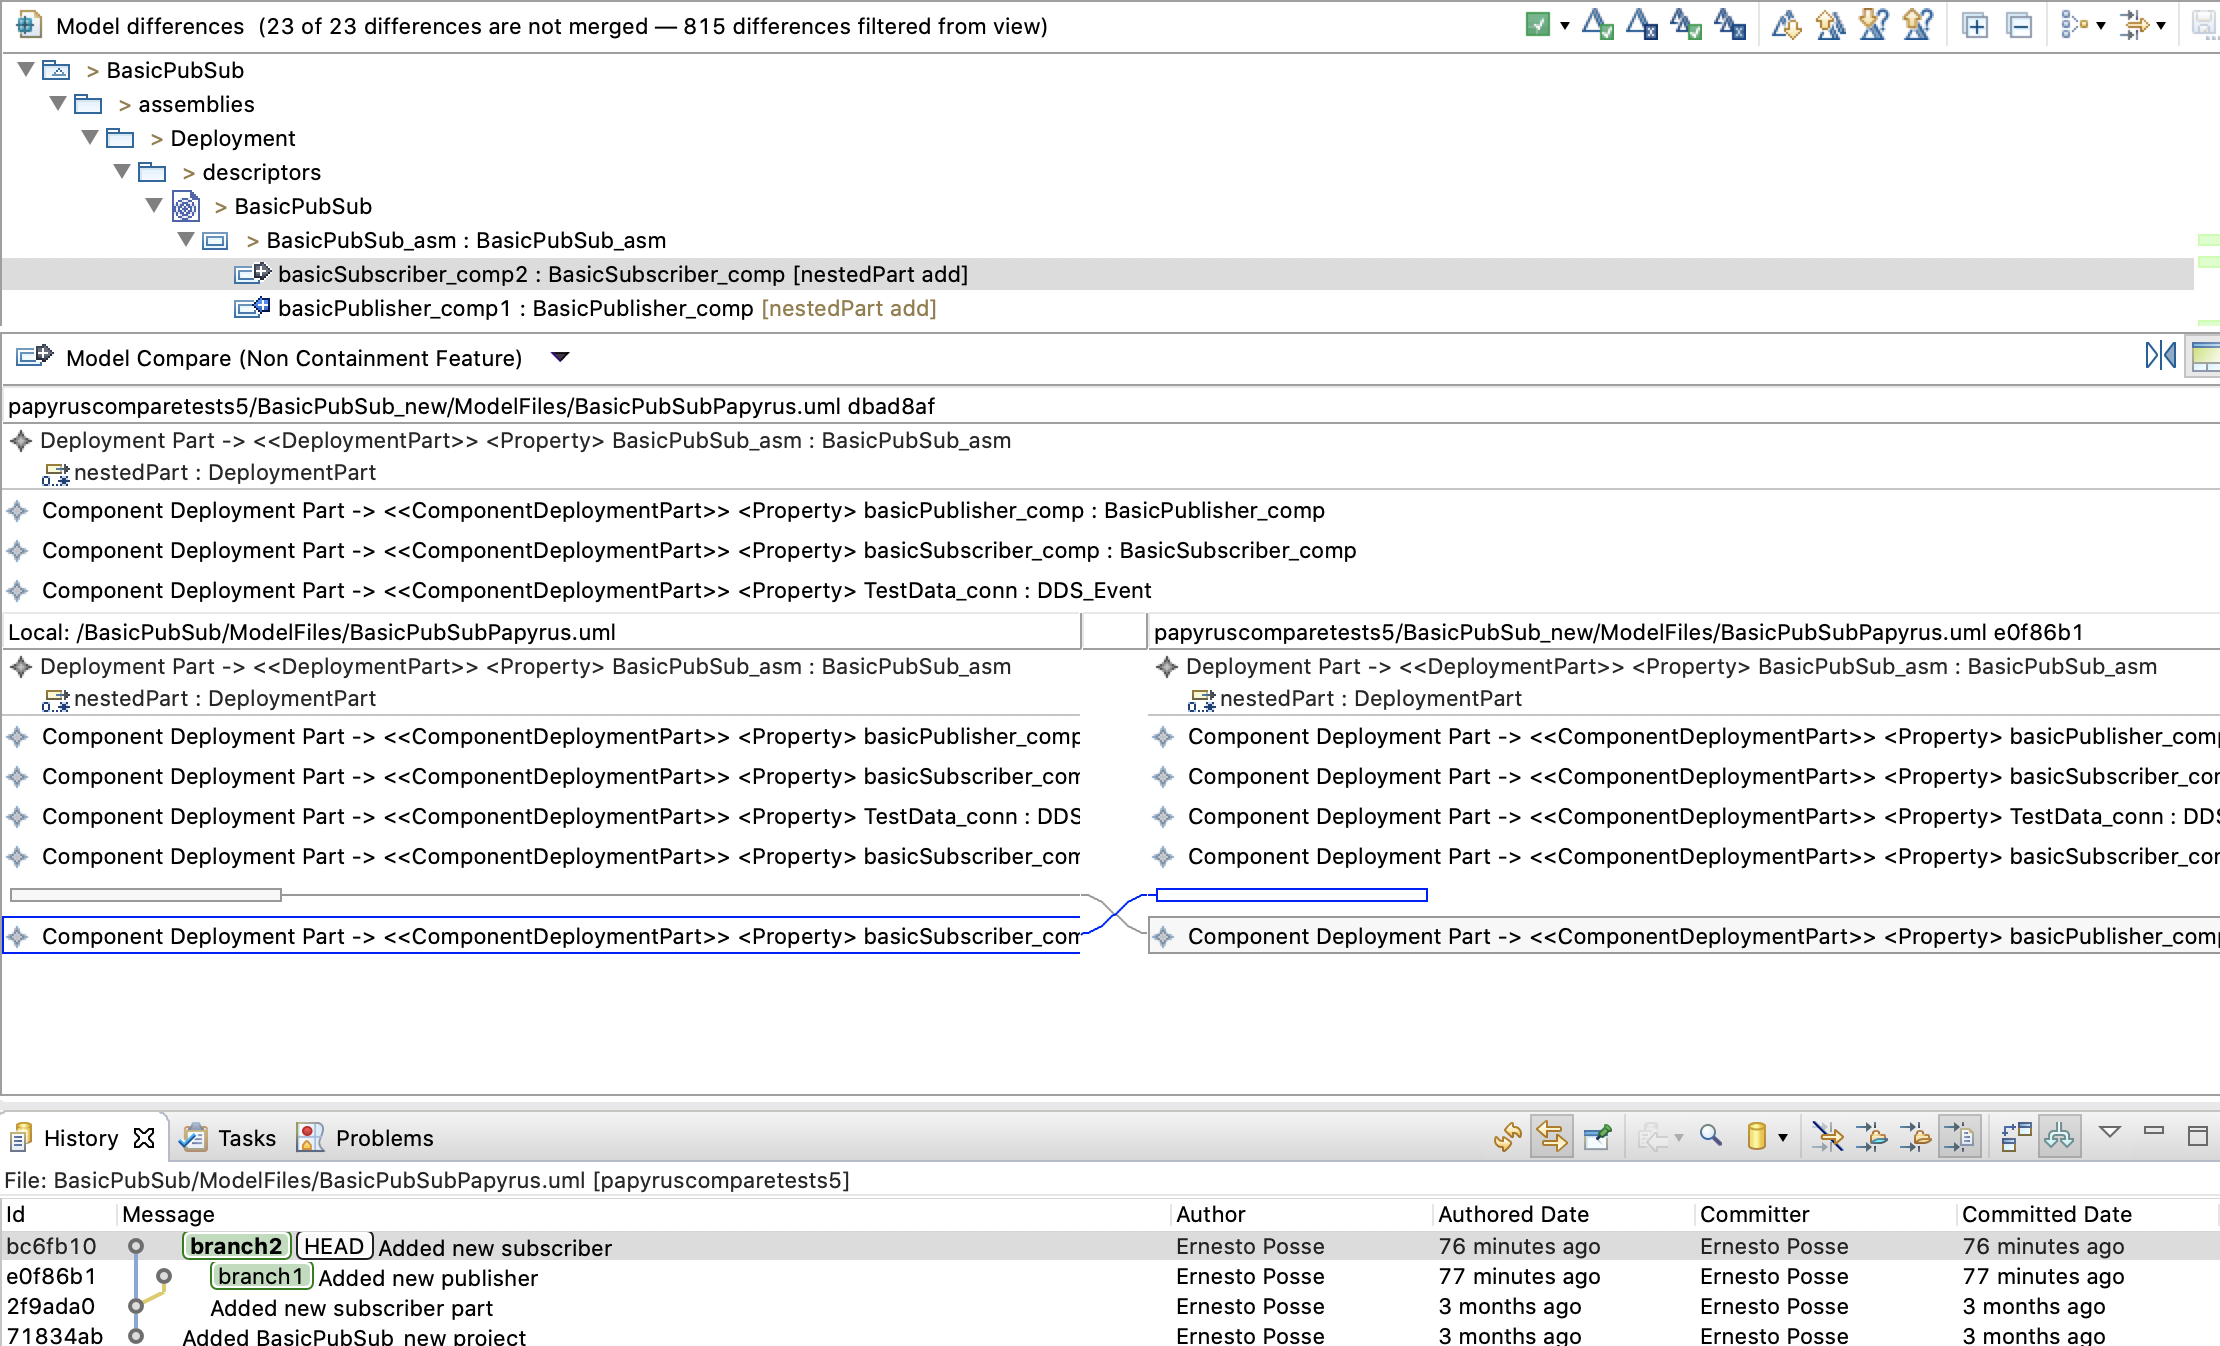 Model differences (23 of 23 differences are not merged — 815 differences filtered from view)
> BasicPubSub
> assemblies
> Deployment
> descriptors
> BasicPubSub
> BasicPubSub_asm : BasicPubSub_asm
basicSubscriber_comp2 : BasicSubscriber_comp [nestedPart add]
basicPublisher_comp1 : BasicPublisher_comp [nestedPart add]
Model Compare (Non Containment Feature)
papyruscomparetests5/BasicPubSub_new/ModelFiles/BasicPubSubPapyrus.uml dbad8af
Deployment Part -> <<DeploymentPart>> <Property> BasicPubSub_asm : BasicPubSub_asm
nestedPart : DeploymentPart
Component Deployment Part -> <<ComponentDeploymentPart>> <Property> basicPublisher_comp : BasicPublisher_comp
Component Deployment Part -> <<ComponentDeploymentPart>> <Property> basicSubscriber_comp : BasicSubscriber_comp
Component Deployment Part -> <<ComponentDeploymentPart>> <Property> TestData_conn : DDS_Event
Local: /BasicPubSub/ModelFiles/BasicPubSubPapyrus.uml
Deployment Part -> <<DeploymentPart>> <Property> BasicPubSub_asm : BasicPubSub_asm
nestedPart : DeploymentPart
Component Deployment Part -> <<ComponentDeploymentPart>> <Property> basicPublisher_comp
Component Deployment Part -> <<ComponentDeploymentPart>> <Property> basicSubscriber_com
Component Deployment Part -> <<ComponentDeploymentPart>> <Property> TestData_conn : DDS
Component Deployment Part -> <<ComponentDeploymentPart>> <Property> basicSubscriber_com
Component Deployment Part -> <<ComponentDeploymentPart>> <Property> basicSubscriber_com
papyruscomparetests5/BasicPubSub_new/ModelFiles/BasicPubSubPapyrus.uml e0f86b1
Deployment Part -> <<DeploymentPart>> <Property> BasicPubSub_asm : BasicPubSub_asm
nestedPart : DeploymentPart
Component Deployment Part -> <<ComponentDeploymentPart>> <Property> basicPublisher_comp
Component Deployment Part -> <<ComponentDeploymentPart>> <Property> basicSubscriber_cor
Component Deployment Part -> <<ComponentDeploymentPart>> <Property> TestData_conn : DDS
Component Deployment Part -> <<ComponentDeploymentPart>> <Property> basicSubscriber_cor
Component Deployment Part -> <<ComponentDeploymentPart>> <Property> basicPublisher_comp
History Tasks Problems
File: BasicPubSub/ModelFiles/BasicPubSubPapyrus.uml [papyruscomparetests5]
Id Message Author Authored Date Committer Committed Date
bc6fb10 branch2 HEAD Added new subscriber Ernesto Posse 76 minutes ago Ernesto Posse 76 minutes ago
e0f86b1 branch1 Added new publisher Ernesto Posse 77 minutes ago Ernesto Posse 77 minutes ago
2f9ada0 Added new subscriber part Ernesto Posse 3 months ago Ernesto Posse 3 months ago
71834ab Added BasicPubSub_new project Ernesto Posse 3 months ago Ernesto Posse 3 months ago